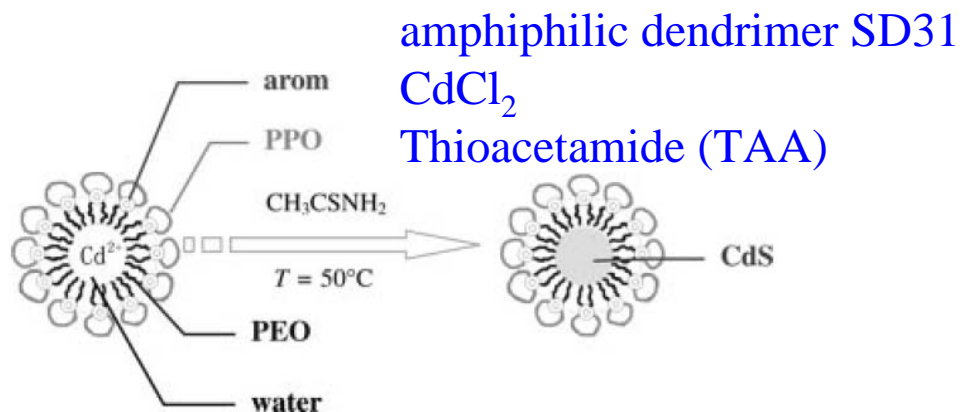 amphiphilic dendrimer SD31
CdCl₂
Thioacetamide (TAA)
arom
PPO
CH₃CSNH₂
Cd²⁺
T = 50°C
CdS
PEO
water